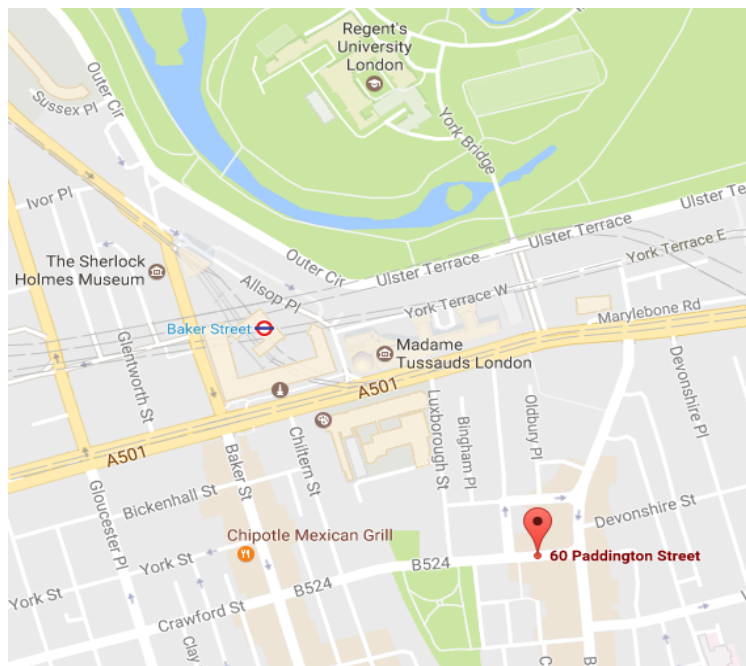 Regent's
University
London
Outer Cir
Sussex Pl
York Bridge
Ivor Pl
Ulster Te
Ulster Terrace
Ulster Terrace
York Terrace E
The Sherlock
Holmes Museum
Outer Cir
Allsop Pl
York Terrace W
Marylebone Rd
Baker Street
Madame
Tussauds London
Glentworth St
A501
Devonshire Pl
Luxborough St
Bingham Pl
Oldbury Pl
A501
Chiltern St
Baker St
Gloucester Pl
Bickenhall St
Devonshire St
Chipotle Mexican Grill
York St
60 Paddington Street
B524
York St
B524
Crawford St
Clay
C
B